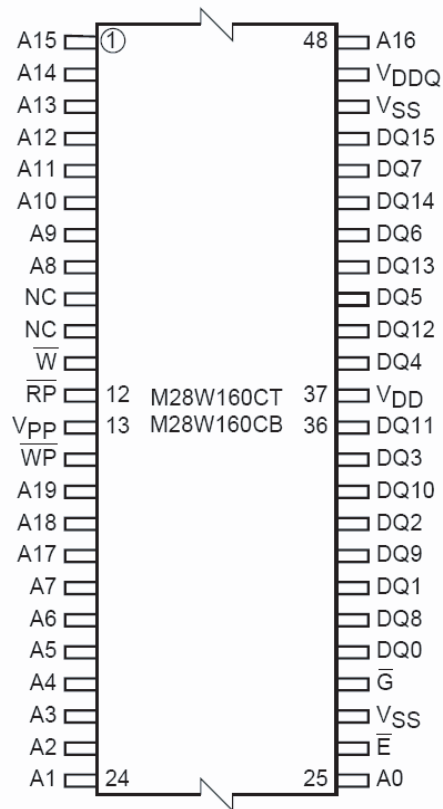 A15 ① 48 A16
A14 VDDQ
A13 VSS
A12 DQ15
A11 DQ7
A10 DQ14
A9 DQ6
A8 DQ13
NC DQ5
NC DQ12
W̅ DQ4
R̅P̅ 12 M28W160CT 37 VDD
VPP 13 M28W160CB 36 DQ11
W̅P̅ DQ3
A19 DQ10
A18 DQ2
A17 DQ9
A7 DQ1
A6 DQ8
A5 DQ0
A4 G̅
A3 VSS
A2 E̅
A1 24 25 A0